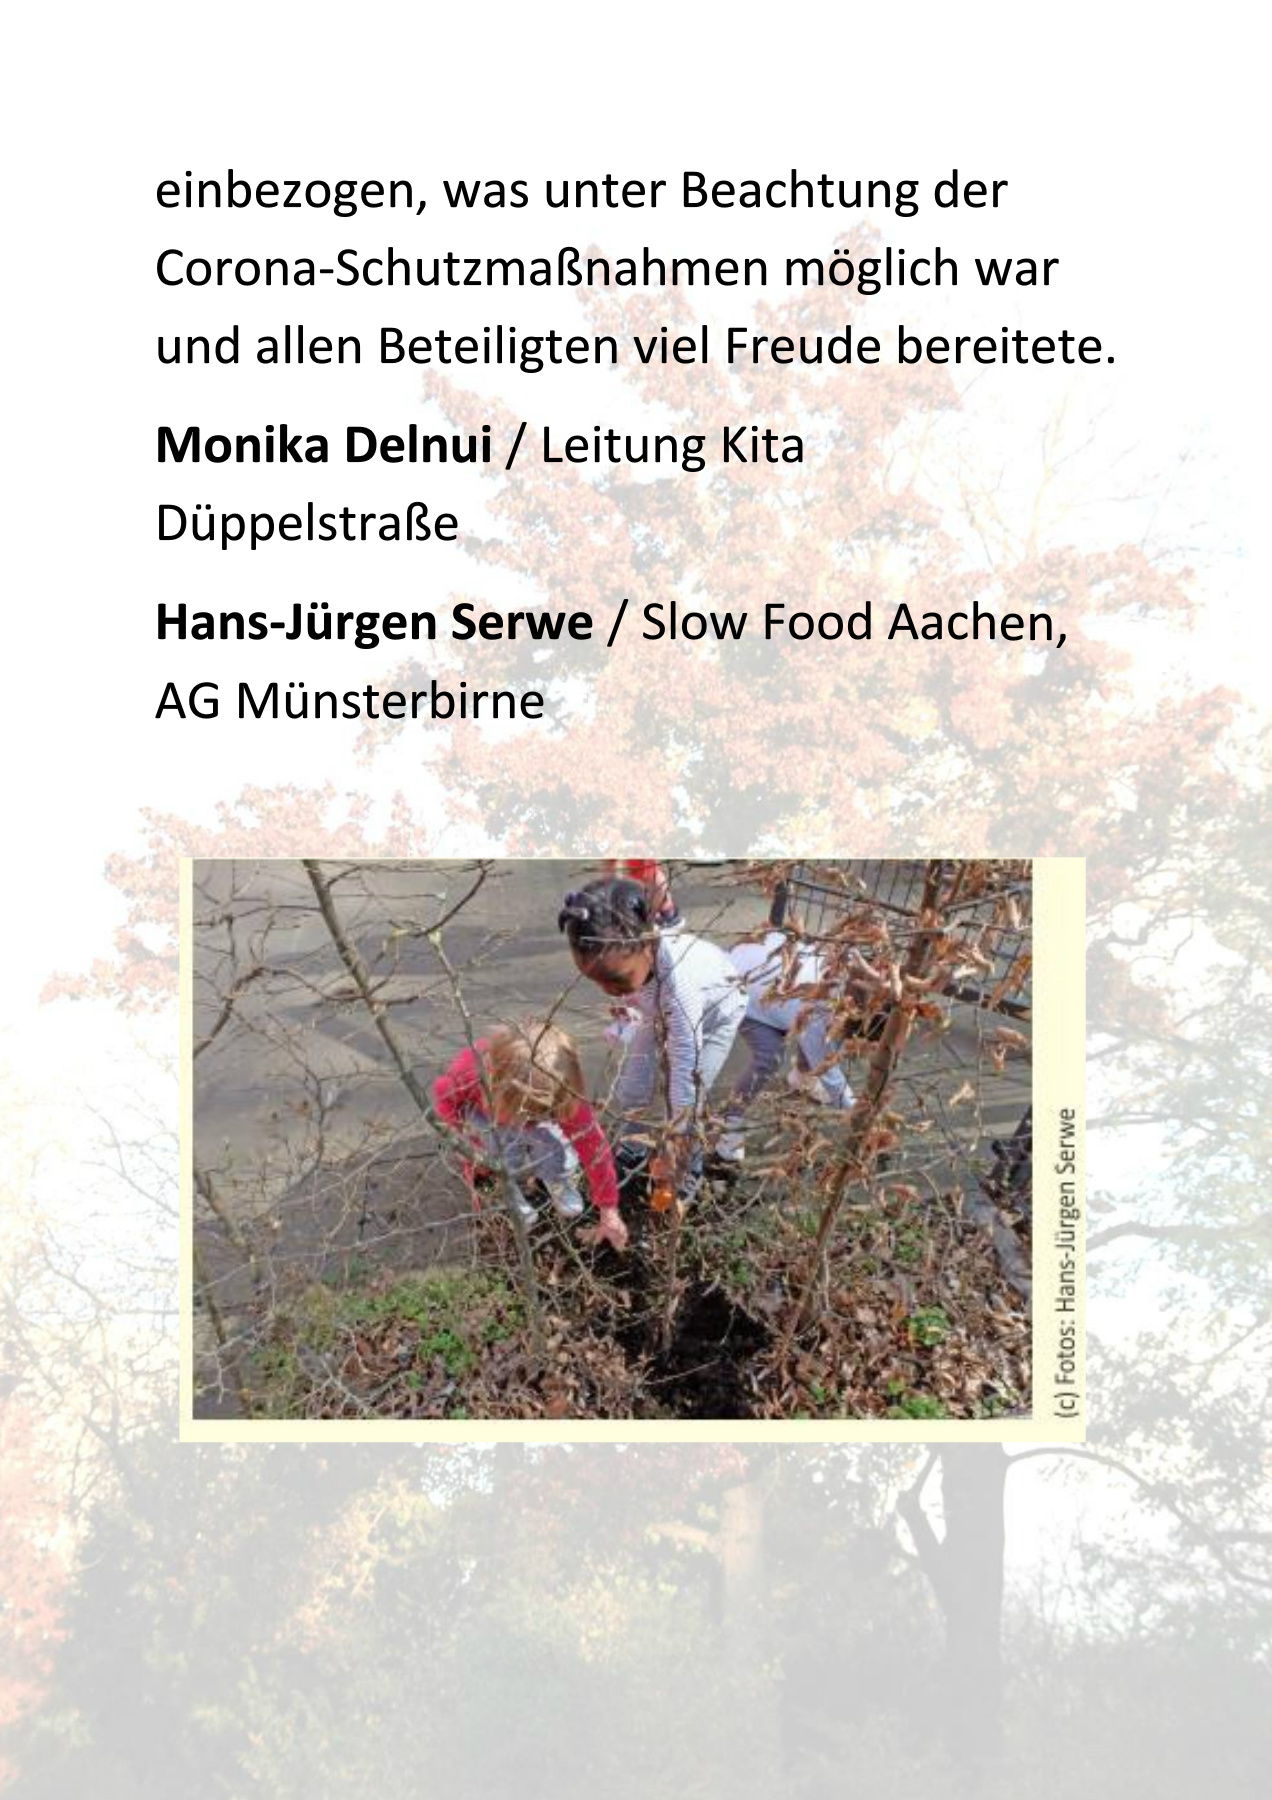 einbezogen, was unter Beachtung der
Corona-Schutzmaßnahmen möglich war
und allen Beteiligten viel Freude bereitete.
Monika Delnui / Leitung Kita
Düppelstraße
Hans-Jürgen Serwe / Slow Food Aachen,
AG Münsterbirne
(c) Fotos: Hans-Jürgen Serwe